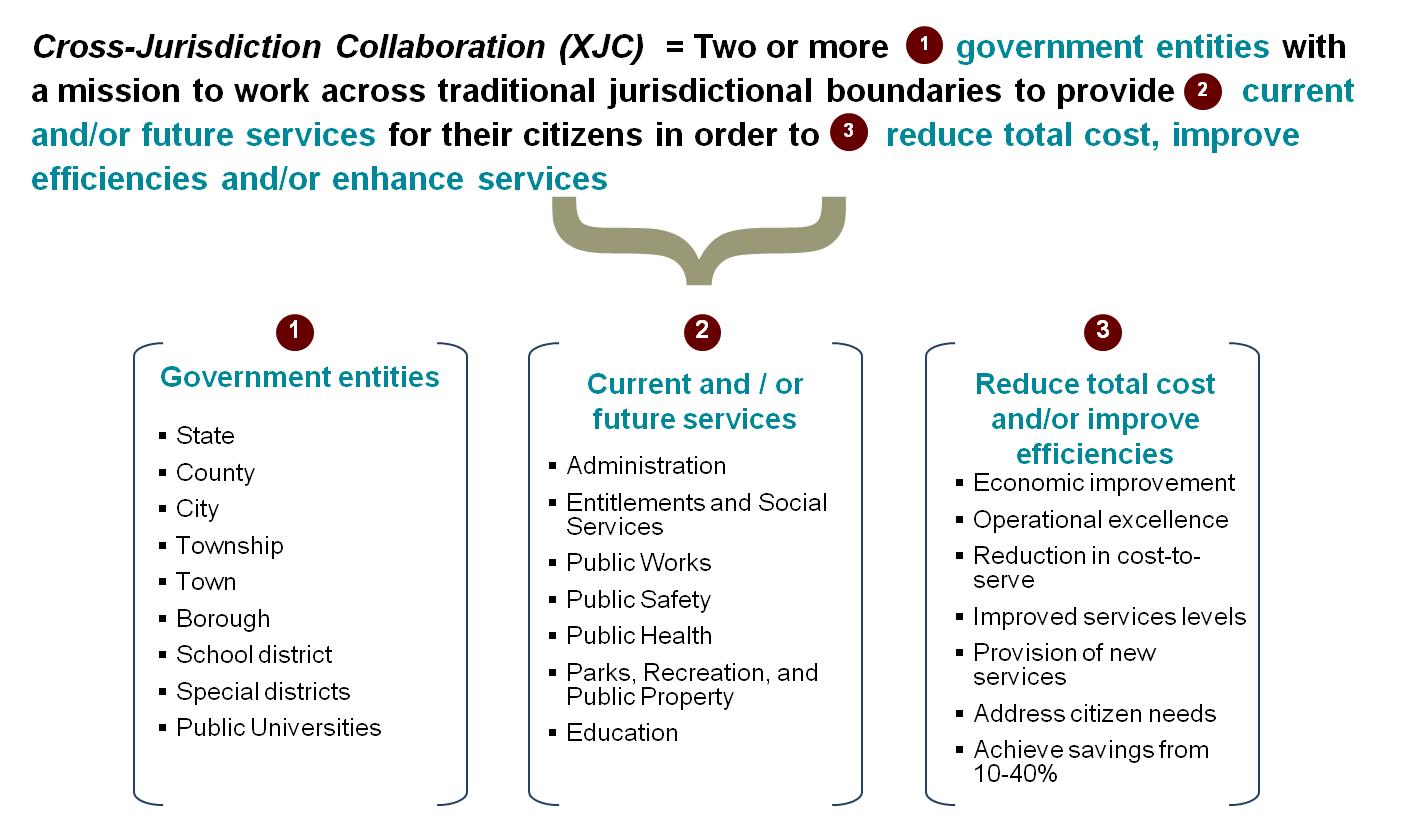 Cross-Jurisdiction Collaboration (XJC) = Two or more 1 government entities with
a mission to work across traditional jurisdictional boundaries to provide 2 current
and/or future services for their citizens in order to 3 reduce total cost, improve
efficiencies and/or enhance services
1
Government entities
▪ State
▪ County
▪ City
▪ Township
▪ Town
▪ Borough
▪ School district
▪ Special districts
▪ Public Universities
2
Current and / or
future services
▪ Administration
▪ Entitlements and Social
Services
▪ Public Works
▪ Public Safety
▪ Public Health
▪ Parks, Recreation, and
Public Property
▪ Education
3
Reduce total cost
and/or improve
efficiencies
▪ Economic improvement
▪ Operational excellence
▪ Reduction in cost-to-
serve
▪ Improved services levels
▪ Provision of new
services
▪ Address citizen needs
▪ Achieve savings from
10-40%